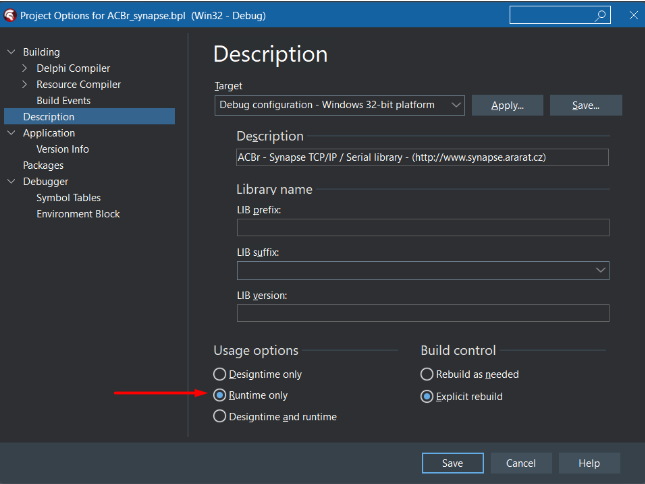 Project Options for ACBr_synapse.bpl (Win32 - Debug)
Building
Delphi Compiler
Resource Compiler
Build Events
Description
Application
Version Info
Packages
Debugger
Symbol Tables
Environment Block
Description
Target
Debug configuration - Windows 32-bit platform
Apply...
Save...
Description
ACBr - Synapse TCP/IP / Serial library - (http://www.synapse.ararat.cz)
Library name
LIB prefix:
LIB suffix:
LIB version:
Usage options
Designtime only
Runtime only
Designtime and runtime
Build control
Rebuild as needed
Explicit rebuild
Save
Cancel
Help